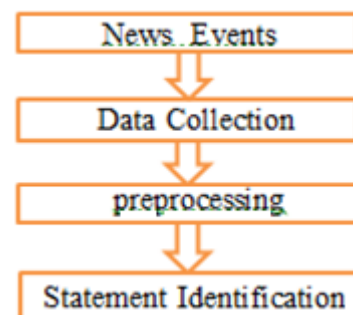 News Events
Data Collection
preprocessing
Statement Identification